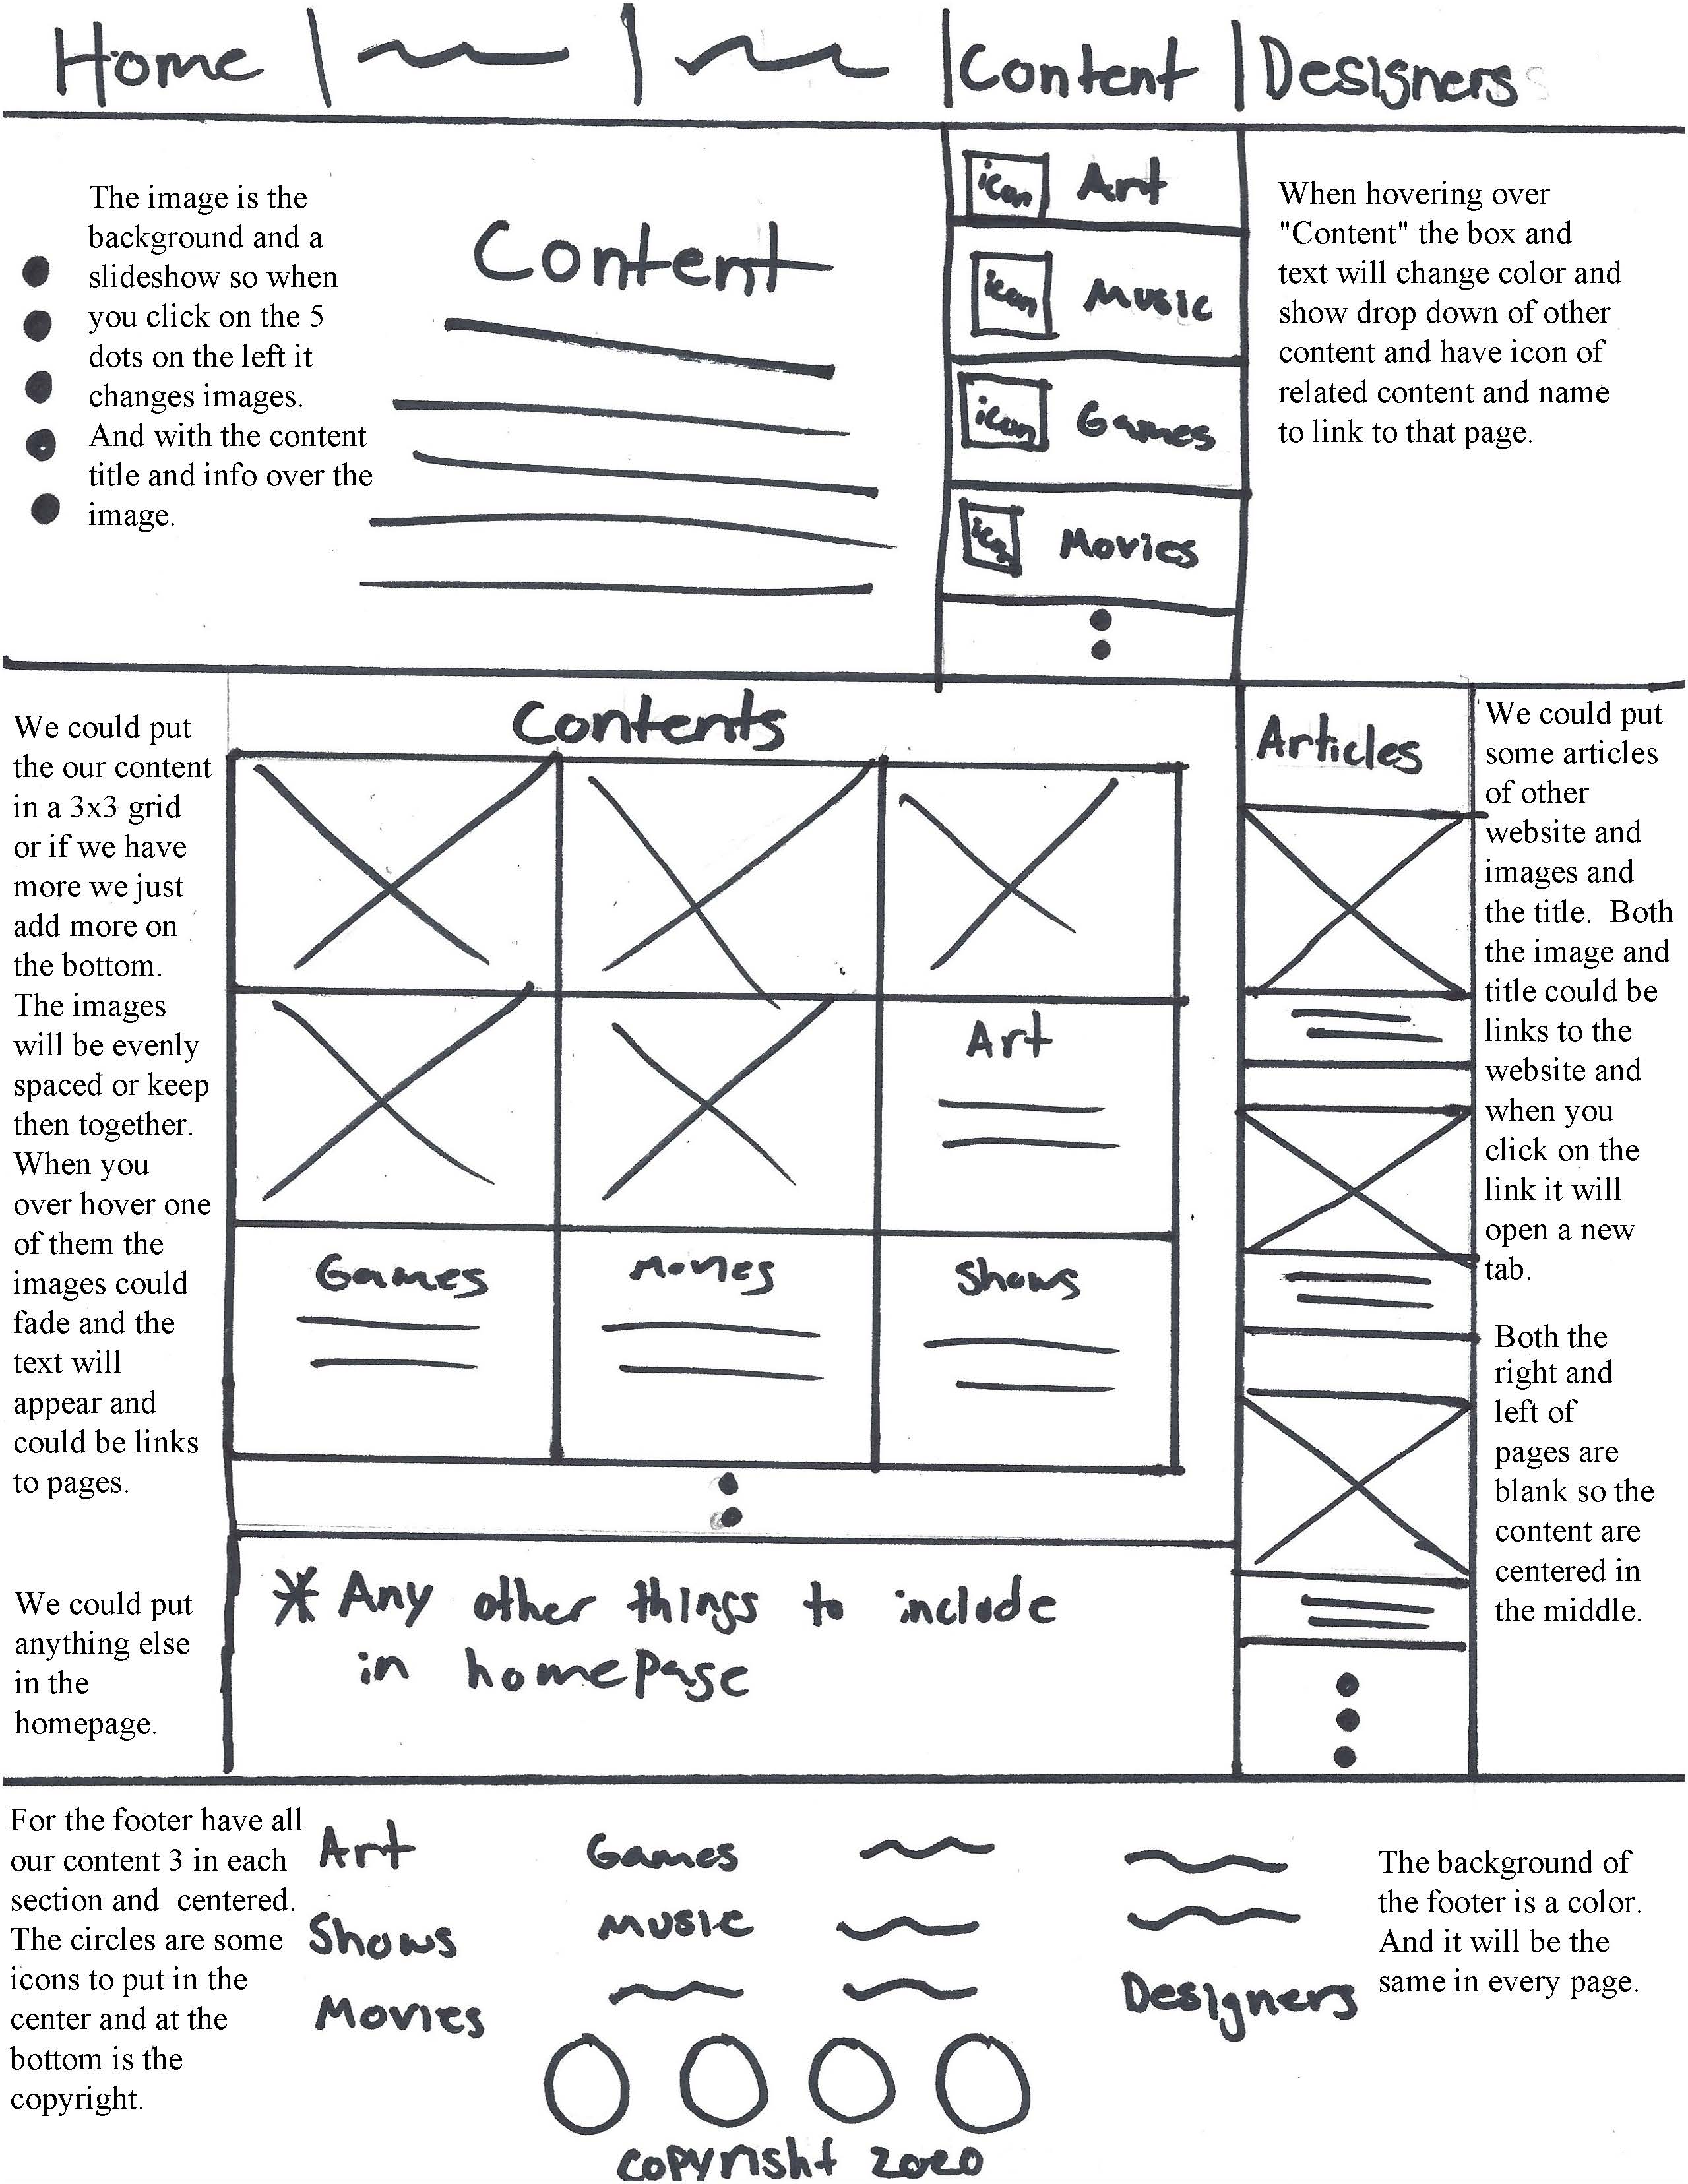 Home | | | Content | Designers
The image is the
background and a
slideshow so when
you click on the 5
dots on the left it
changes images.
And with the content
title and info over the
image.
Content
icon Art
icon Music
icon Games
icon Movies
When hovering over
"Content" the box and
text will change color and
show drop down of other
content and have icon of
related content and name
to link to that page.
We could put
the our content
in a 3x3 grid
or if we have
more we just
add more on
the bottom.
The images
will be evenly
spaced or keep
then together.
When you
over hover one
of them the
images could
fade and the
text will
appear and
could be links
to pages.
Contents
Art
Games Movies Shows
Articles
We could put
some articles
of other
website and
images and
the title. Both
the image and
title could be
links to the
website and
when you
click on the
link it will
open a new
tab.
Both the
right and
left of
pages are
blank so the
content are
centered in
the middle.
We could put
anything else
in the
homepage.
* Any other things to include
in homepage
For the footer have all
our content 3 in each
section and centered.
The circles are some
icons to put in the
center and at the
bottom is the
copyright.
Art Games
Shows Music
Movies Designers
The background of
the footer is a color.
And it will be the
same in every page.
copyright 2020